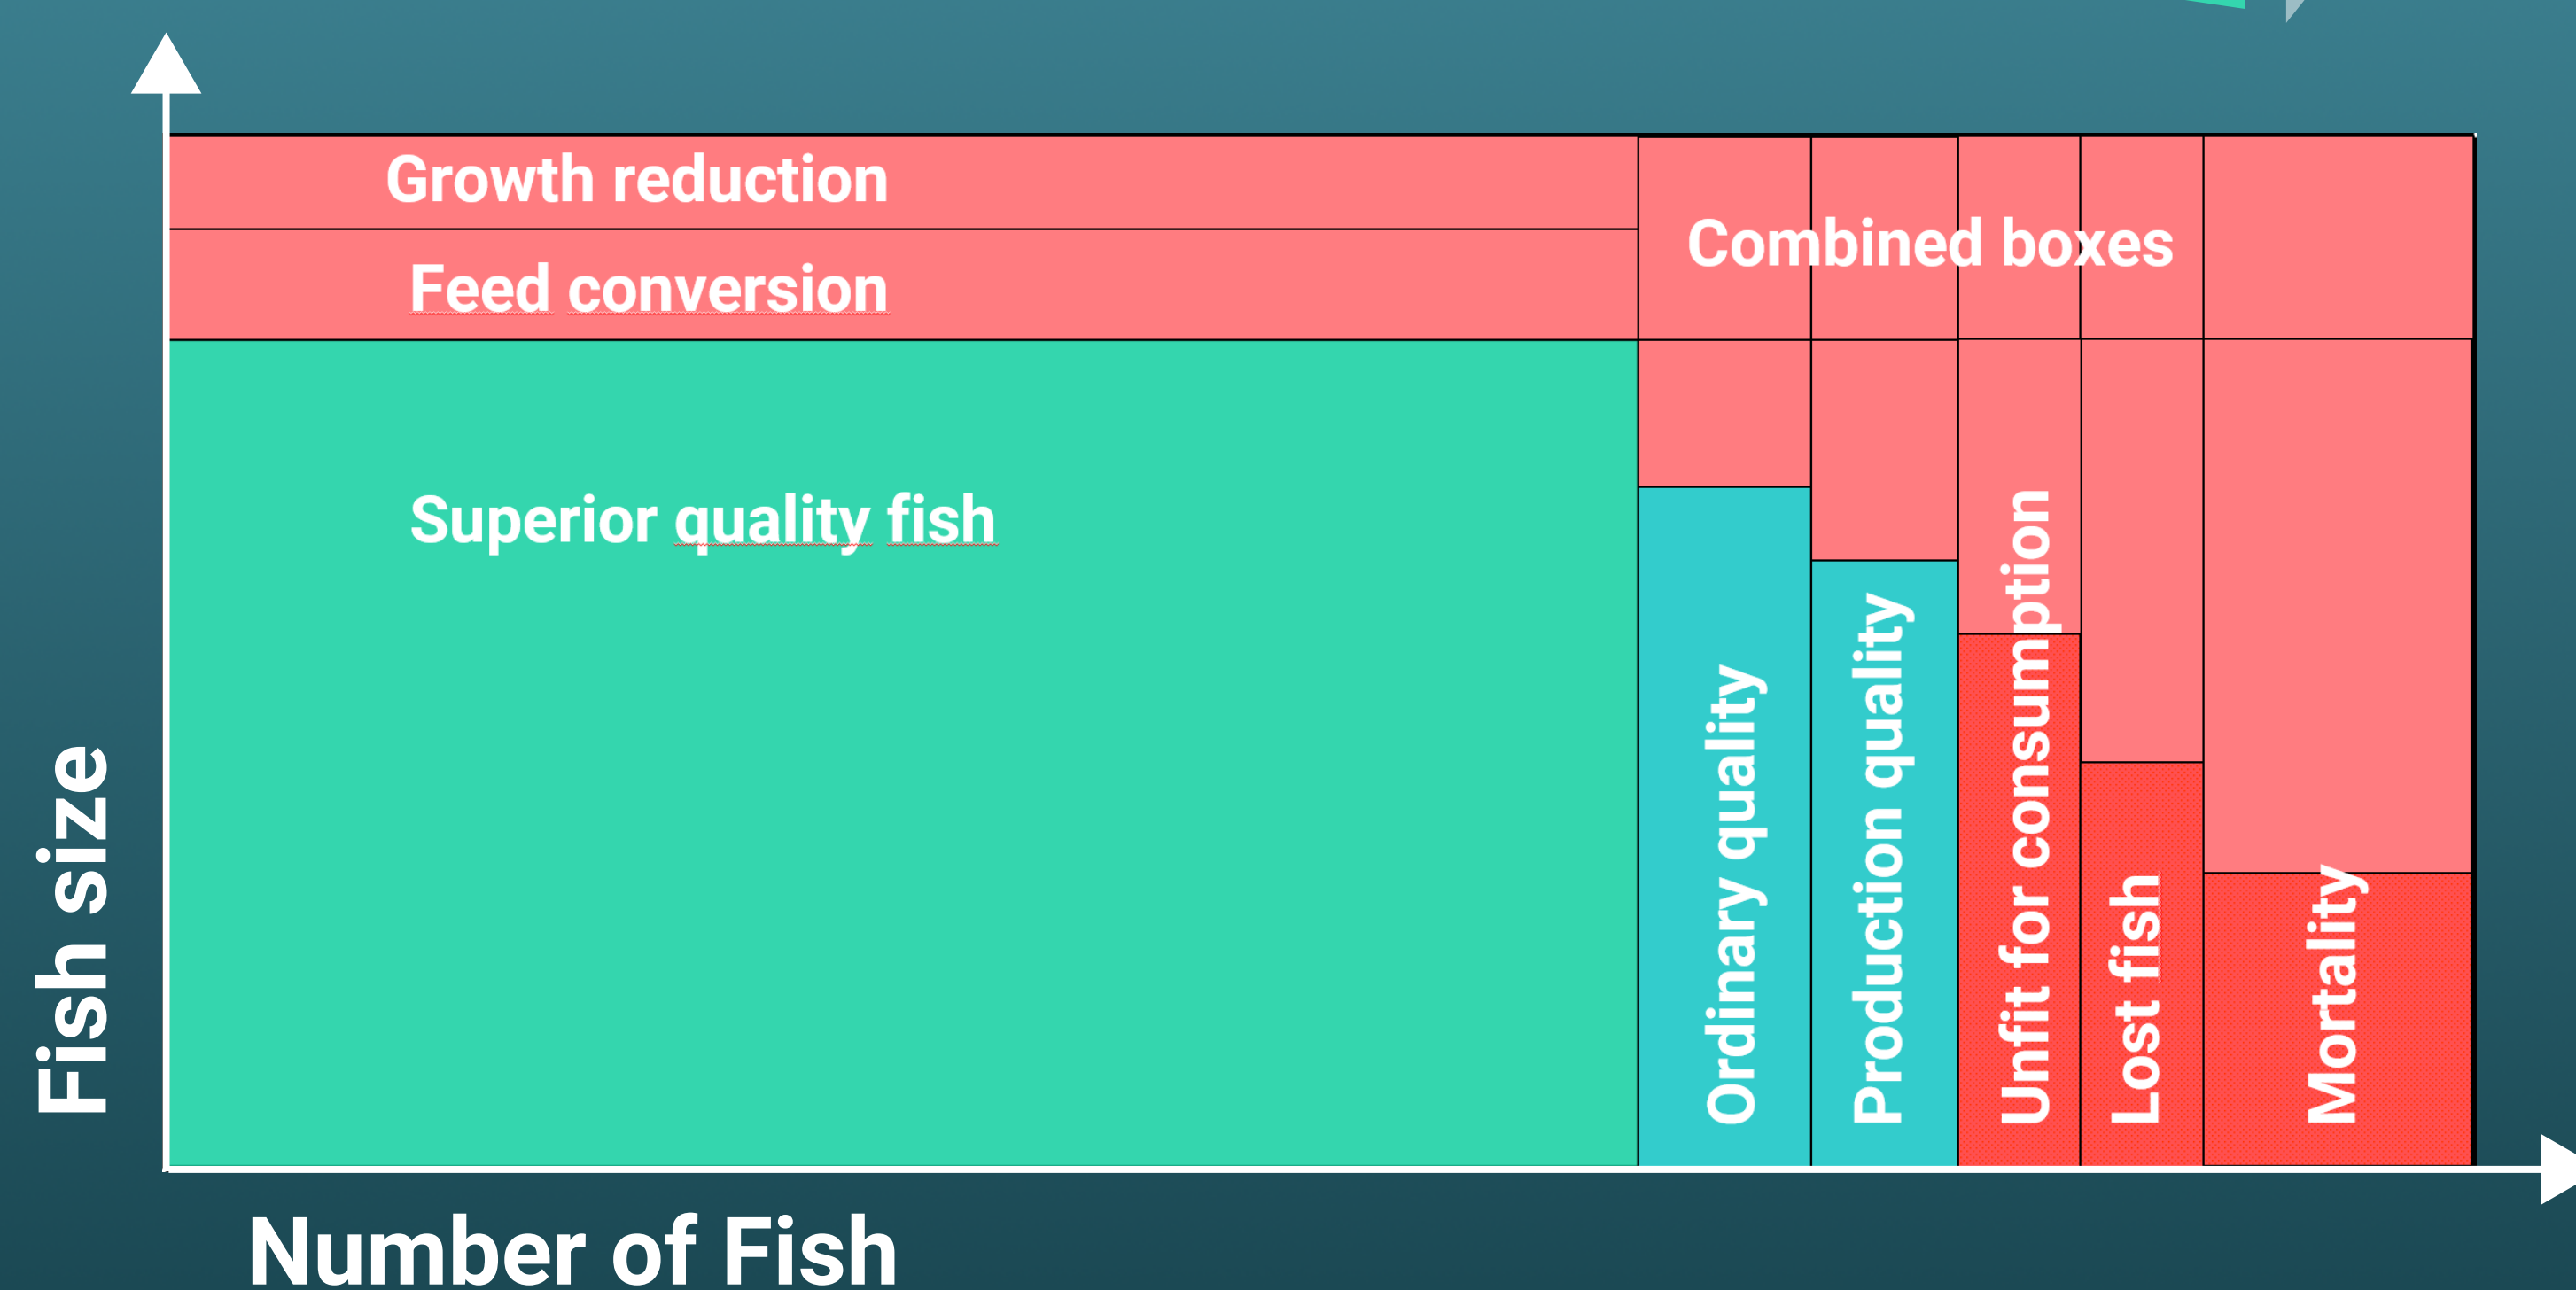 Growth reduction
Combined boxes
Feed conversion
Superior quality fish
Ordinary quality
Production quality
Unfit for consumption
Lost fish
Mortality
Fish size
Number of Fish